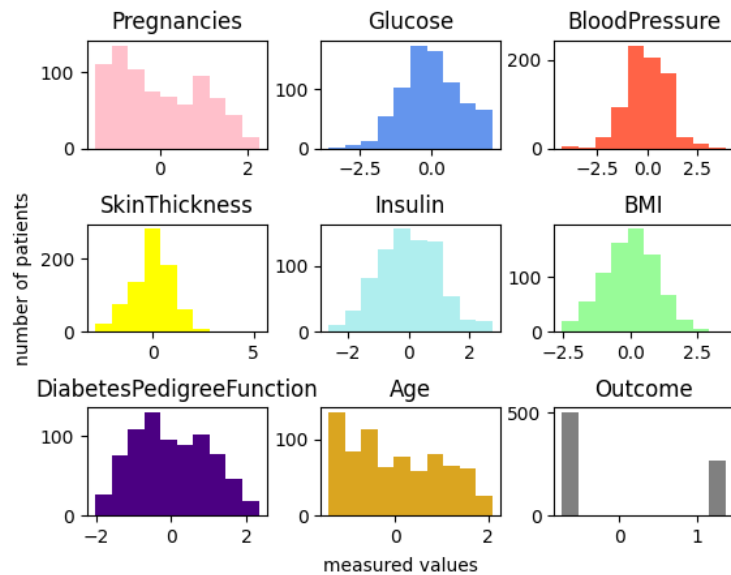 Pregnancies Glucose BloodPressure
100 100 200
0 0 0
0 2 −2.5 0.0 −2.5 0.0 2.5
SkinThickness Insulin BMI
200 100 100
0 0 0
0 5 −2 0 2 −2.5 0.0 2.5
number of patients
DiabetesPedigreeFunction Age Outcome
500
100 100
0 0 0
−2 0 2 0 2 0 1
measured values